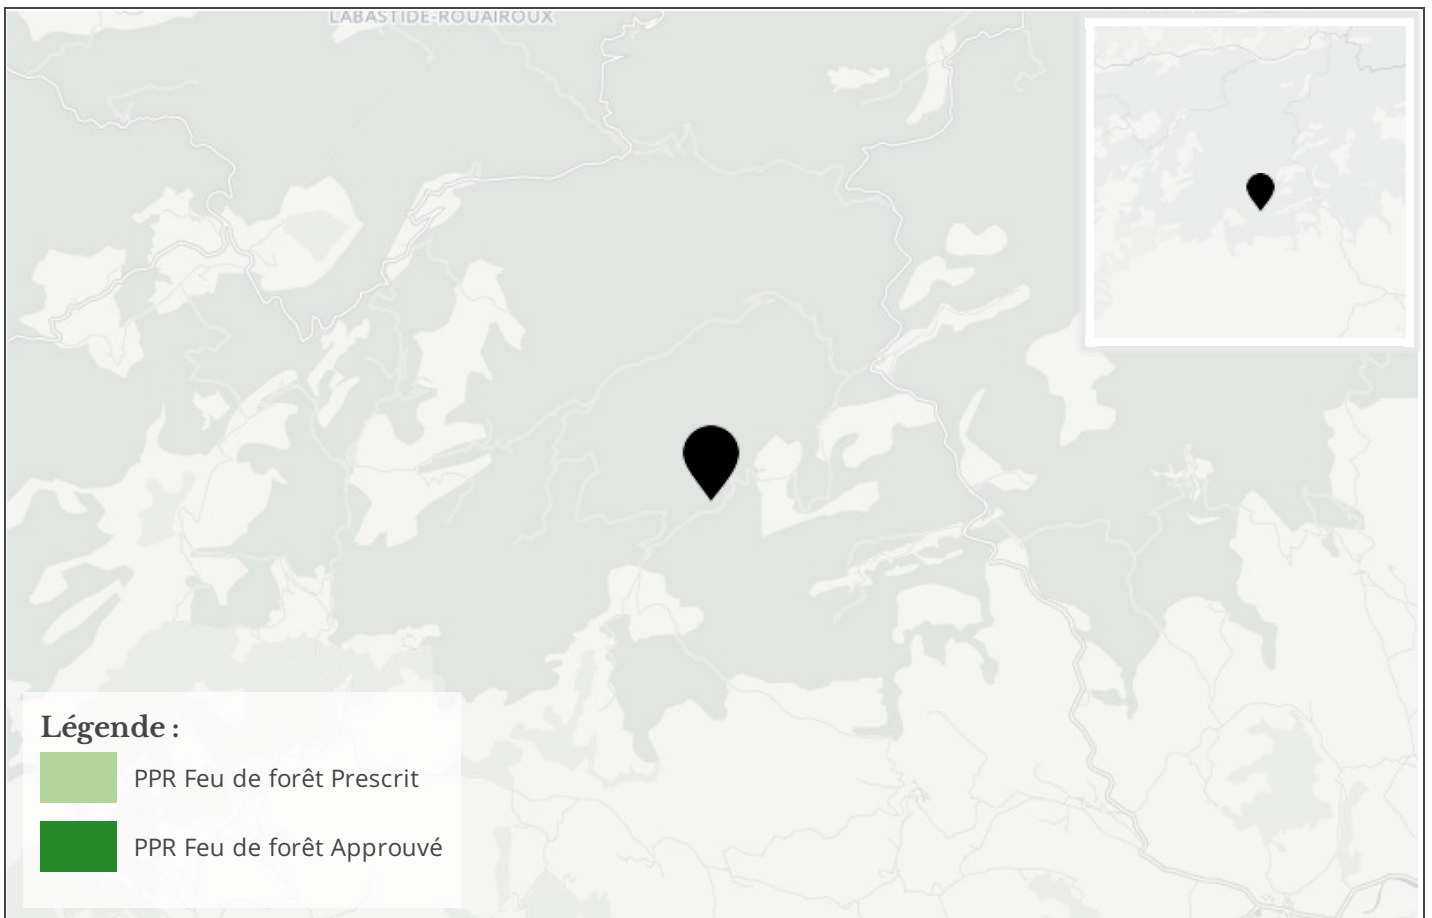 LABASTIDE-ROUAIROUX
Légende :
PPR Feu de forêt Prescrit
PPR Feu de forêt Approuvé